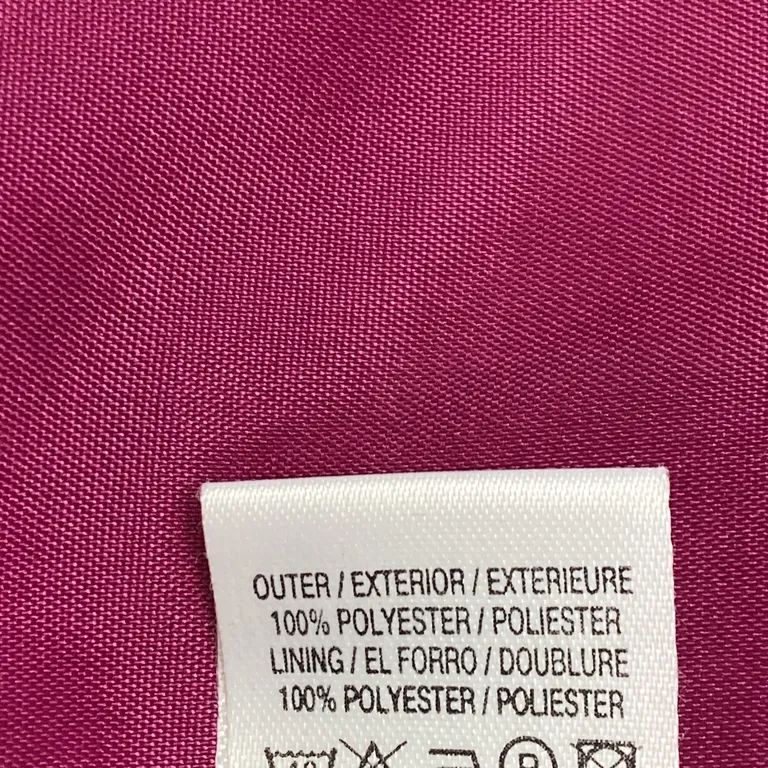 OUTER / EXTERIOR / EXTERIEURE
100% POLYESTER / POLIESTER
LINING / EL FORRO / DOUBLURE
100% POLYESTER / POLIESTER